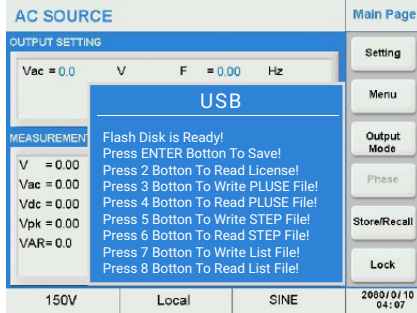 AC SOURCE
Main Page
OUTPUT SETTING
Vac = 0.0 V F = 0.00 Hz
Setting
Menu
Output
Mode
Phase
Store/Recall
Lock
USB
Flash Disk is Ready!
Press ENTER Botton To Save!
Press 2 Botton To Read License!
Press 3 Botton To Write PLUSE File!
Press 4 Botton To Read PLUSE File!
Press 5 Botton To Write STEP File!
Press 6 Botton To Read STEP File!
Press 7 Botton To Write List File!
Press 8 Botton To Read List File!
MEASUREMEN
V = 0.00
Vac = 0.00
Vdc = 0.00
Vpk = 0.00
VAR= 0.0
150V
Local
SINE
2080/0/10
04:07